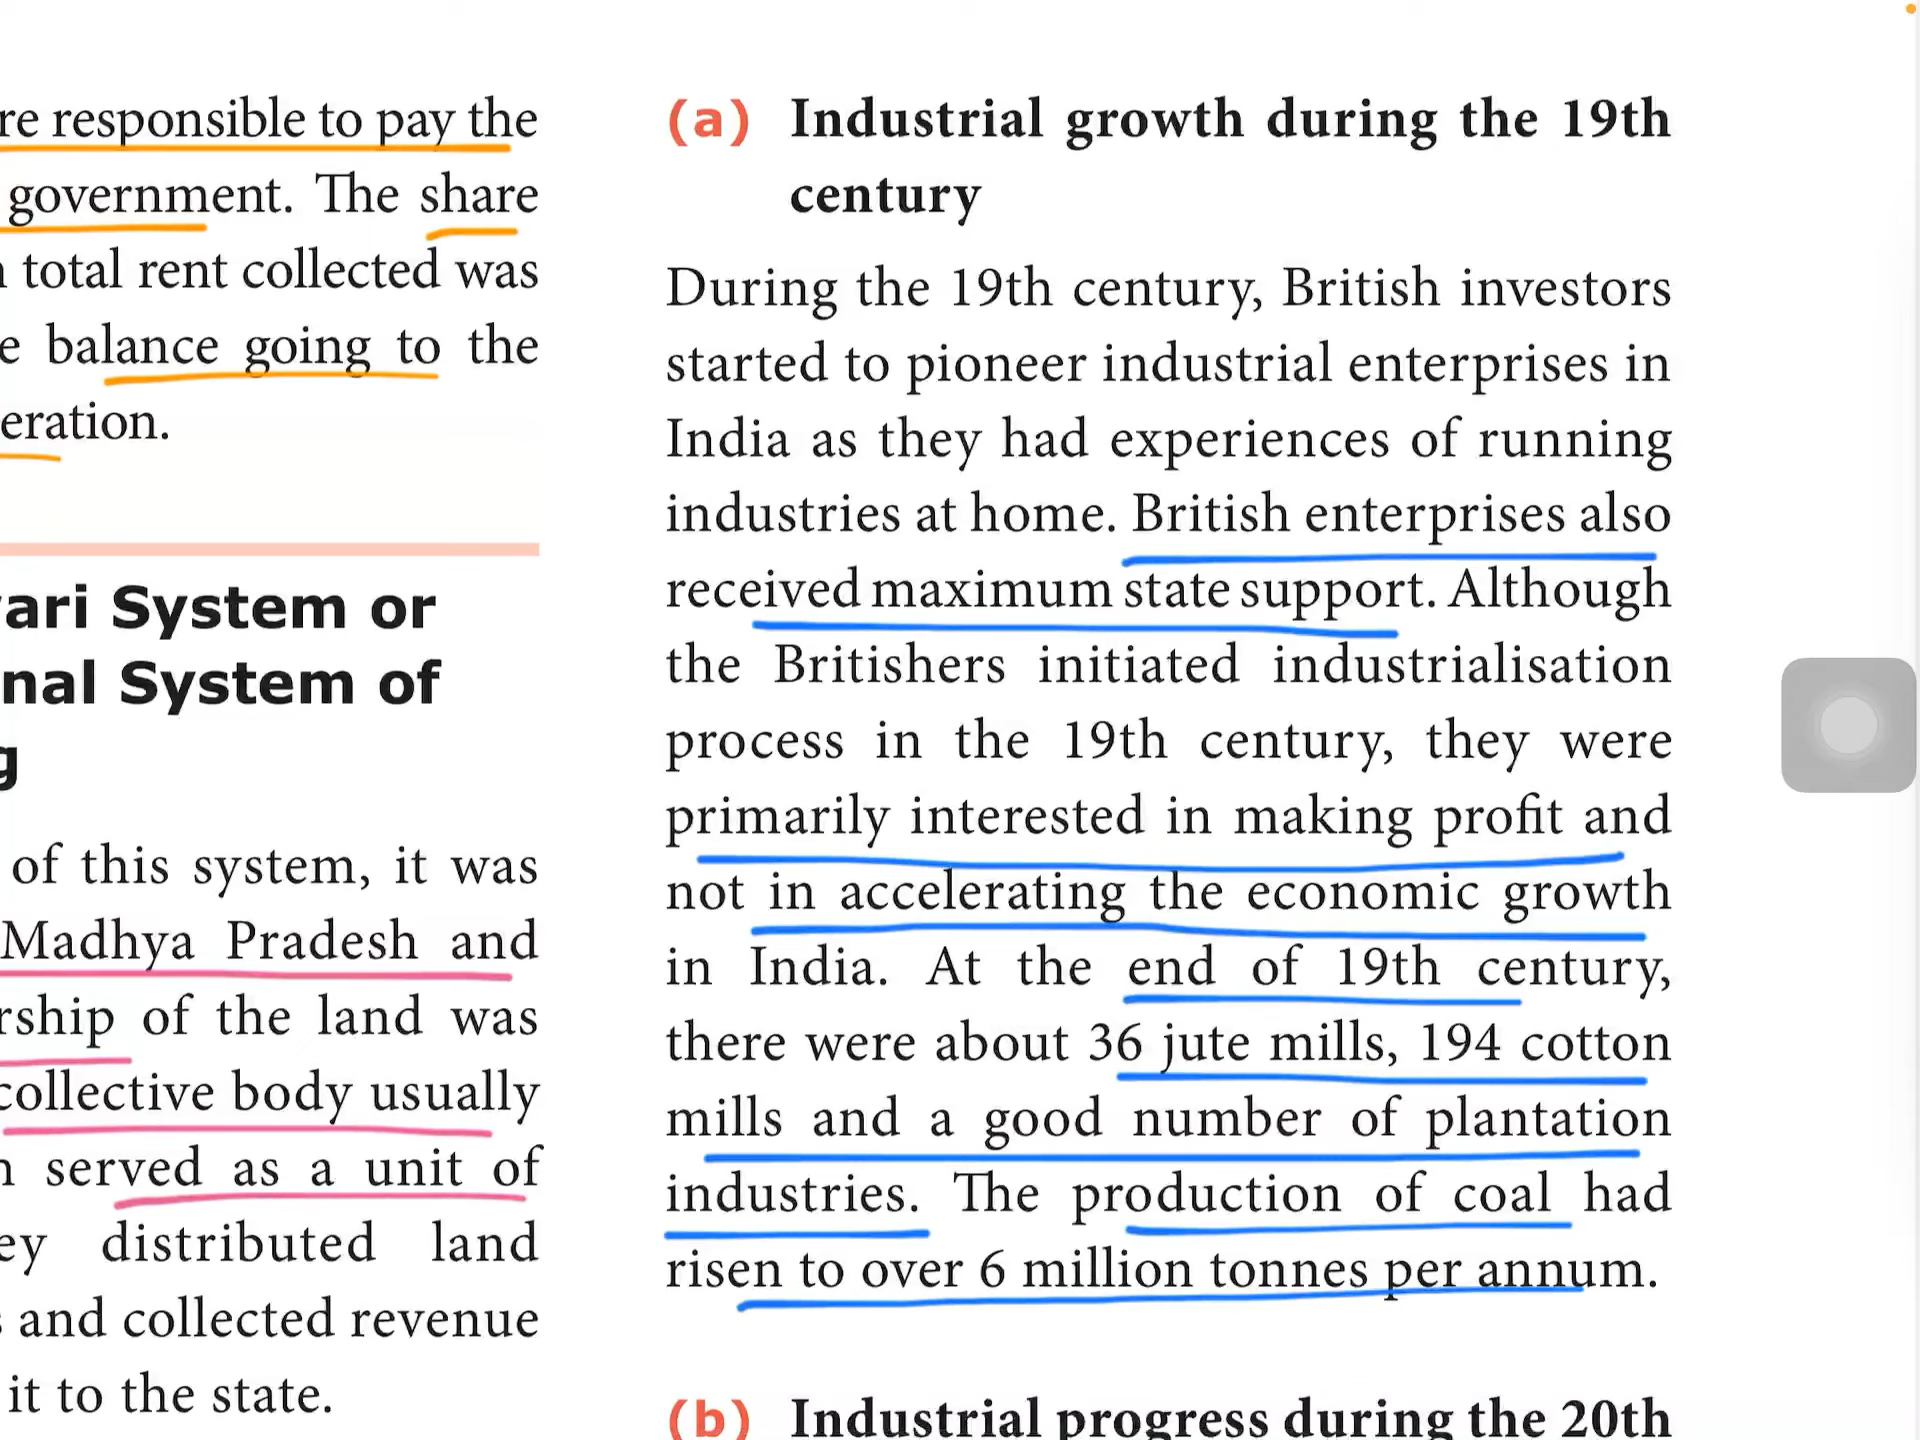 re responsible to pay the
government. The share
total rent collected was
e balance going to the
eration.
ari System or
nal System of
g
of this system, it was
Madhya Pradesh and
rship of the land was
collective body usually
served as a unit of
ey distributed land
and collected revenue
it to the state.
(a) Industrial growth during the 19th
century
During the 19th century, British investors
started to pioneer industrial enterprises in
India as they had experiences of running
industries at home. British enterprises also
received maximum state support. Although
the Britishers initiated industrialisation
process in the 19th century, they were
primarily interested in making profit and
not in accelerating the economic growth
in India. At the end of 19th century,
there were about 36 jute mills, 194 cotton
mills and a good number of plantation
industries. The production of coal had
risen to over 6 million tonnes per annum.
(b) Industrial progress during the 20th